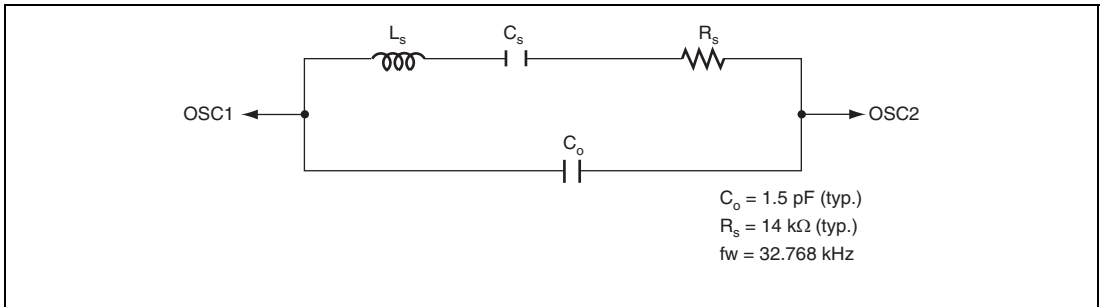 Ls Cs Rs
OSC1 OSC2
Co
Co = 1.5 pF (typ.)
Rs = 14 kΩ (typ.)
fw = 32.768 kHz